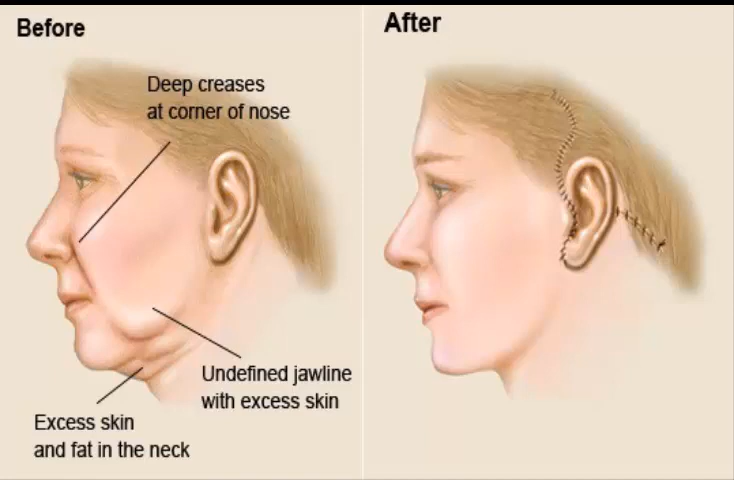 Before
After
Deep creases
at corner of nose
Undefined jawline
with excess skin
Excess skin
and fat in the neck